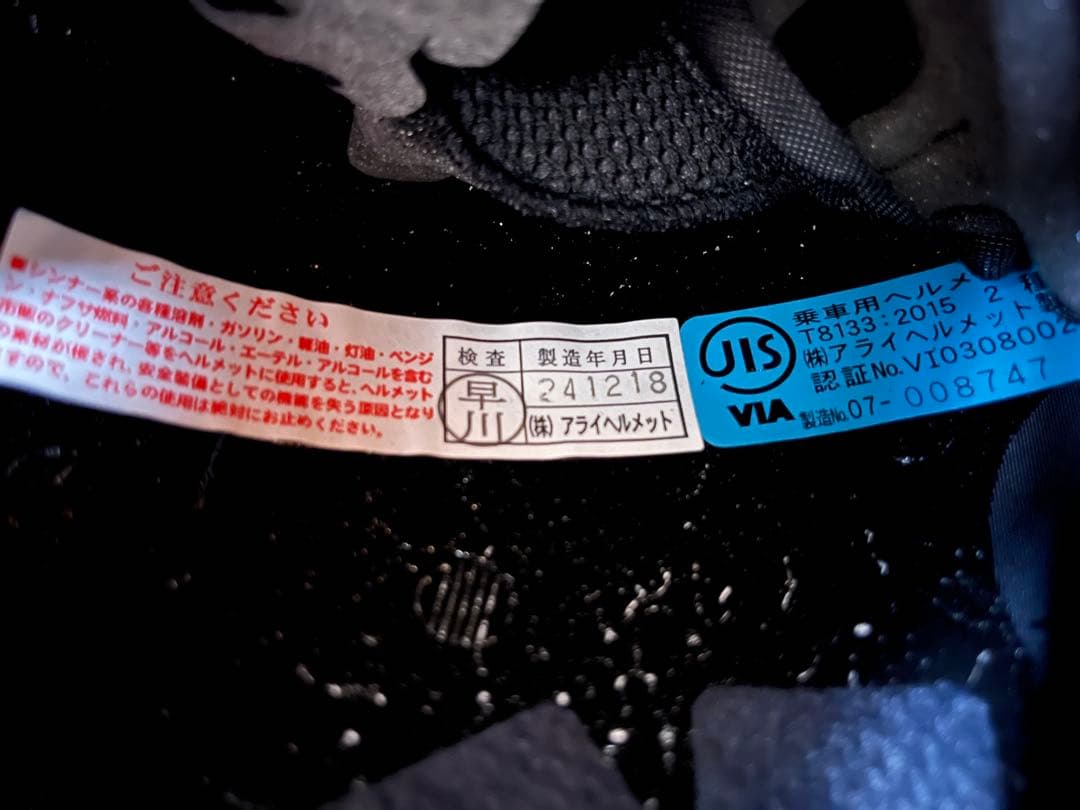 ご注意ください
レンナー系の各種溶剤・ガソリン・軽油・灯油・ベンジ
ン・ナフサ燃料・アルコール・エーテル・アルコールを含む
市販のクリーナー等をヘルメットに使用すると、ヘルメット
の素材が侵され、安全装備としての機能を失う原因となり
ますので、これらの使用は絶対にお止めください。
検査
製造年月日
早川
241218
(株)アライヘルメット
JIS
VIA
乗車用ヘルメ
T8133:2015 2種
(株)アライヘルメット製
認証No.VI0308002
製造No.07-008747